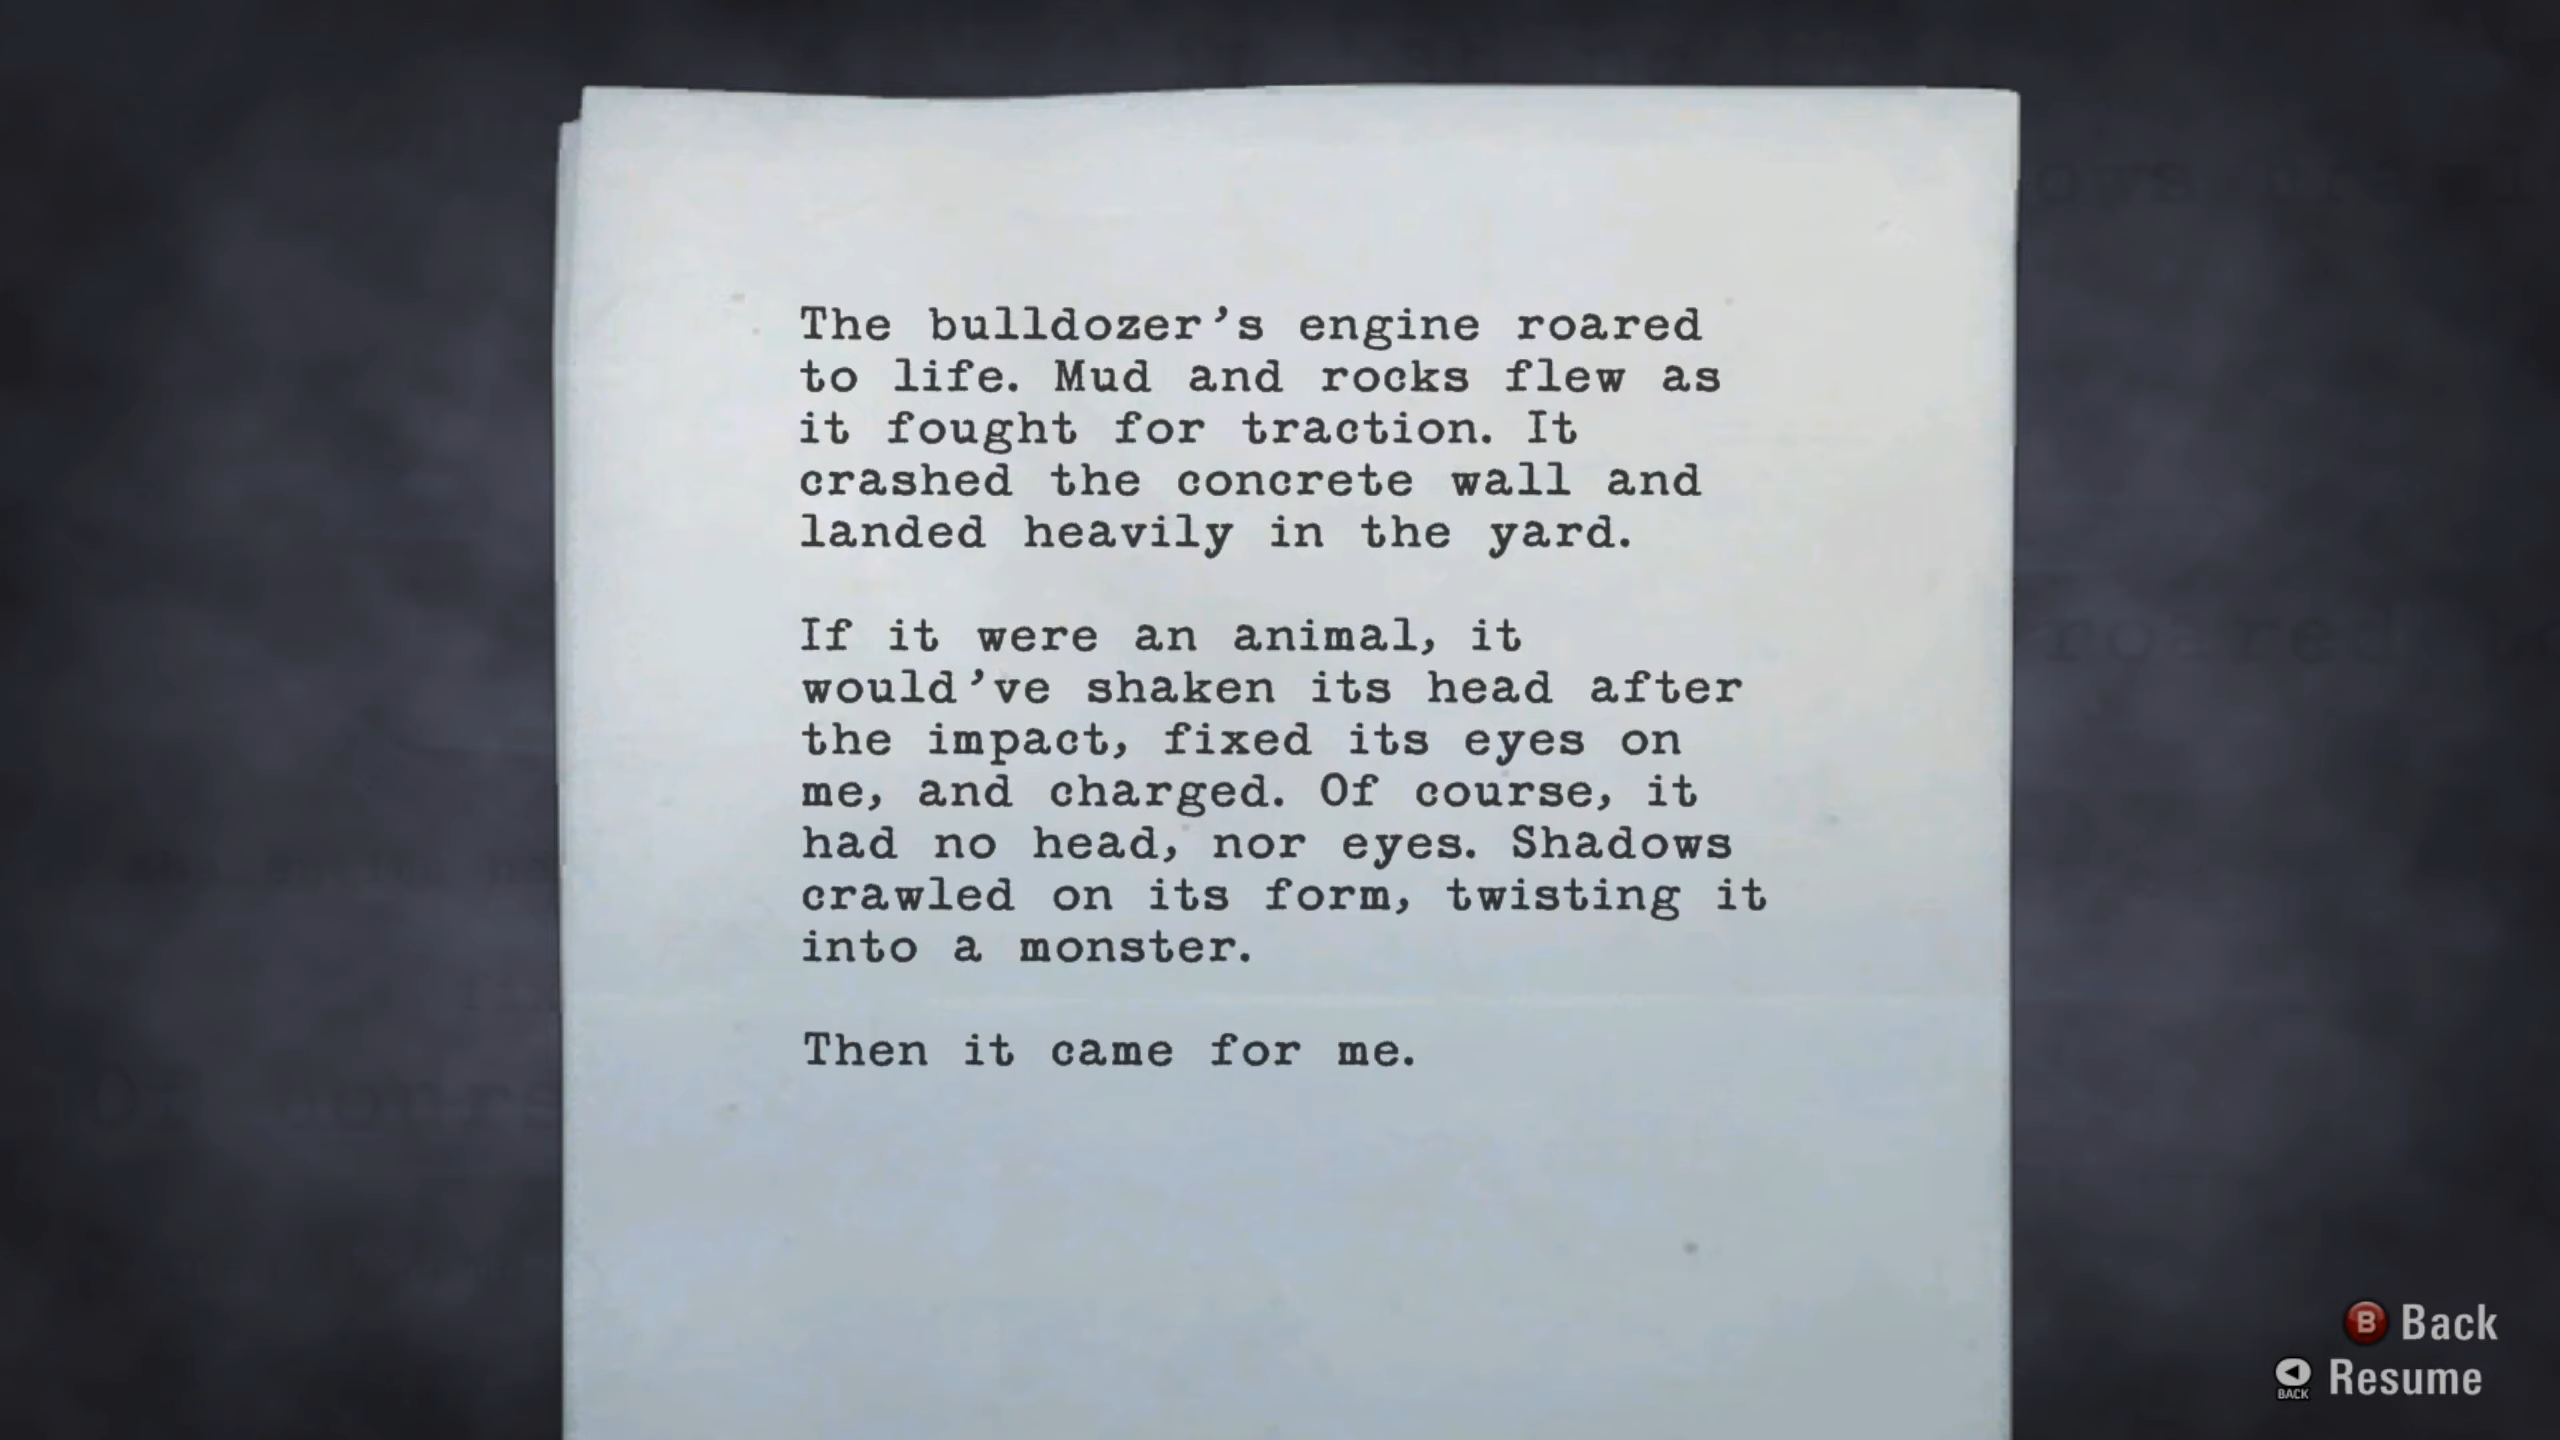 The bulldozer’s engine roared
to life. Mud and rocks flew as
it fought for traction. It
crashed the concrete wall and
landed heavily in the yard.
If it were an animal, it
would’ve shaken its head after
the impact, fixed its eyes on
me, and charged. Of course, it
had no head, nor eyes. Shadows
crawled on its form, twisting it
into a monster.
Then it came for me.
roared
B Back
BACK Resume